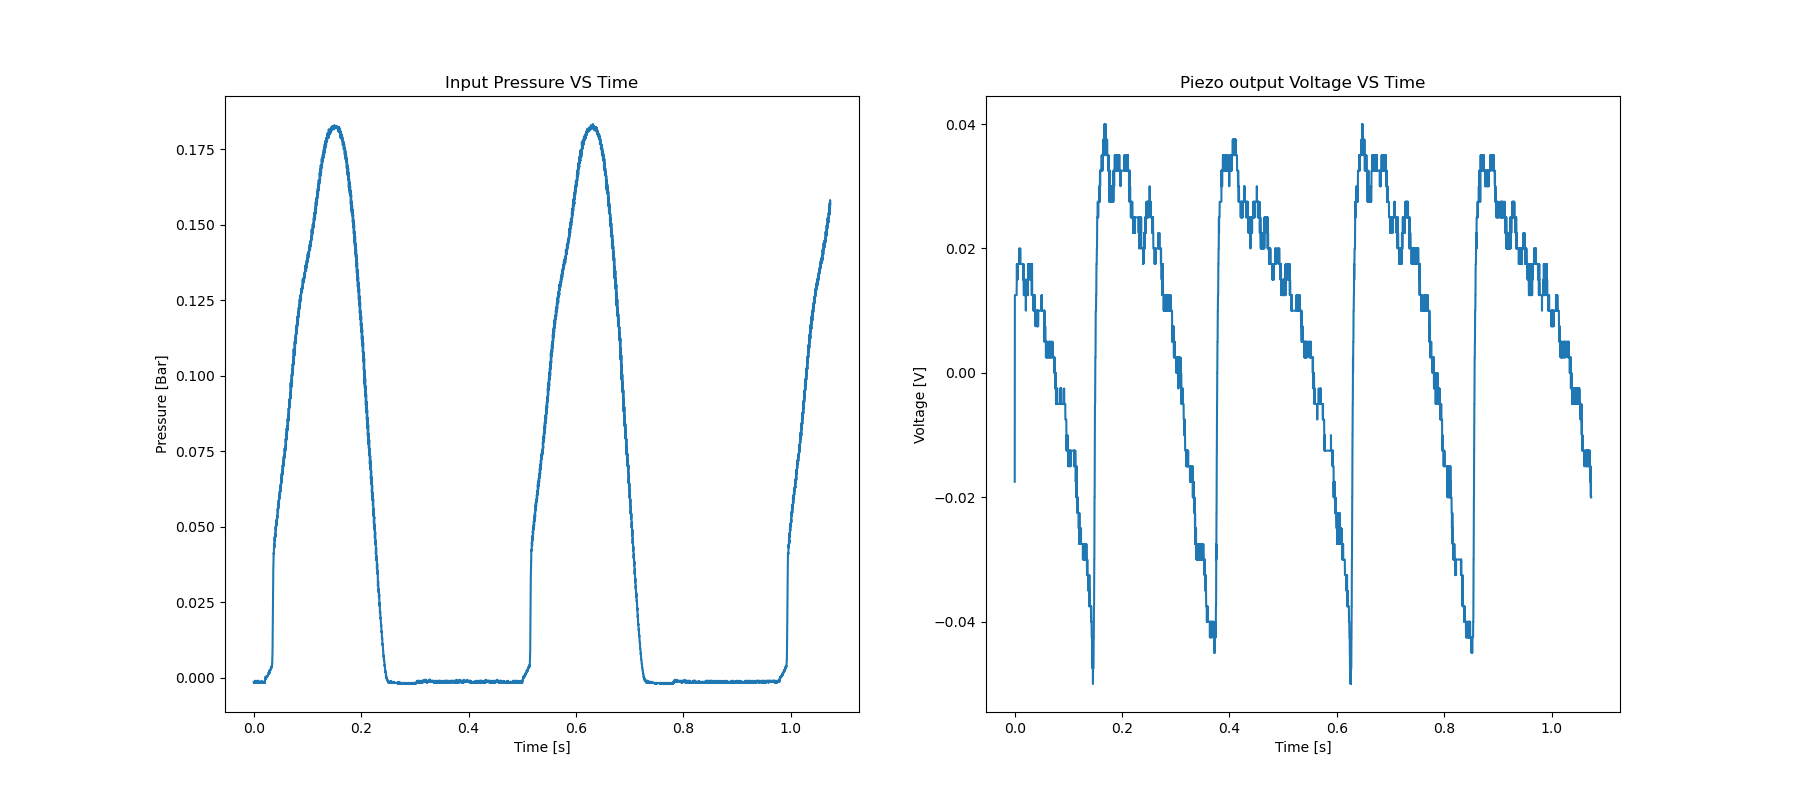 Input Pressure VS Time
Pressure [Bar]
0.175
0.150
0.125
0.100
0.075
0.050
0.025
0.000
0.0 0.2 0.4 0.6 0.8 1.0
Time [s]
Piezo output Voltage VS Time
Voltage [V]
0.04
0.02
0.00
−0.02
−0.04
0.0 0.2 0.4 0.6 0.8 1.0
Time [s]